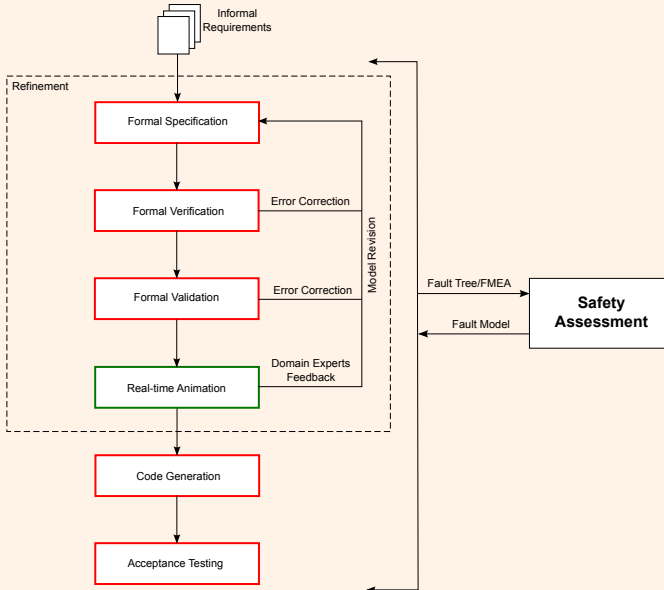 Informal
Requirements
Refinement
Formal Specification
Formal Verification
Error Correction
Model Revision
Formal Validation
Error Correction
Domain Experts
Feedback
Real-time Animation
Code Generation
Acceptance Testing
Fault Tree/FMEA
Fault Model
Safety
Assessment